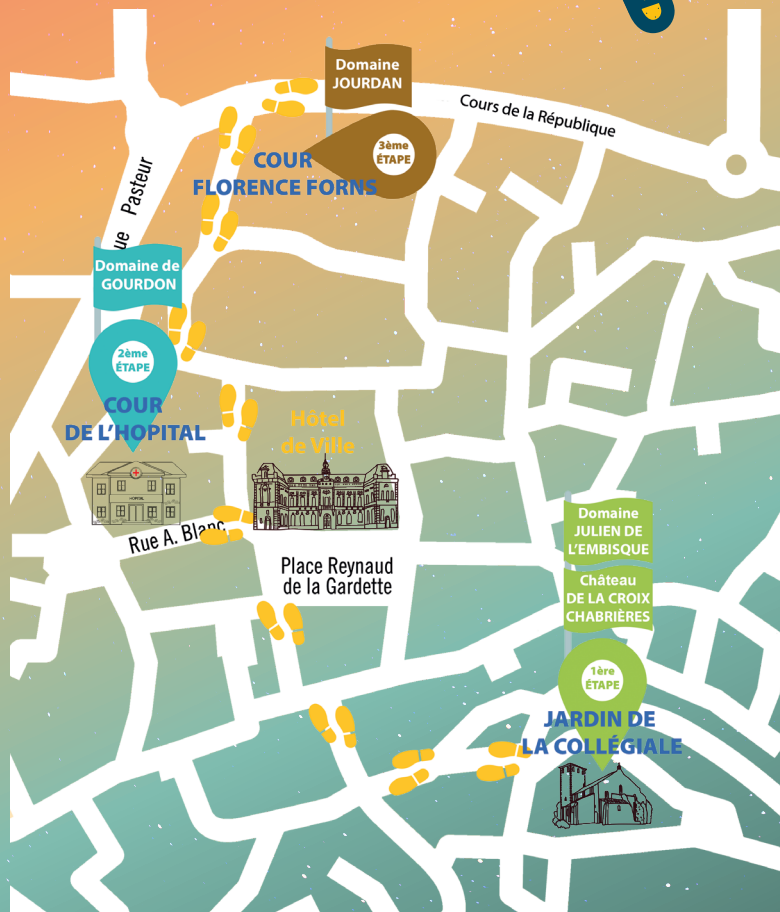 Domaine
JOURDAN
Cours de la République
3ème
ÉTAPE
COUR
FLORENCE FORNS
ue Pasteur
Domaine de
GOURDON
2ème
ÉTAPE
COUR
DE L’HOPITAL
HOPITAL
Hôtel
de Ville
Rue A. Blanc
Place Reynaud
de la Gardette
Domaine
JULIEN DE
L’EMBISQUE
Château
DE LA CROIX
CHABRIÈRES
1ère
ÉTAPE
JARDIN DE
LA COLLÉGIALE